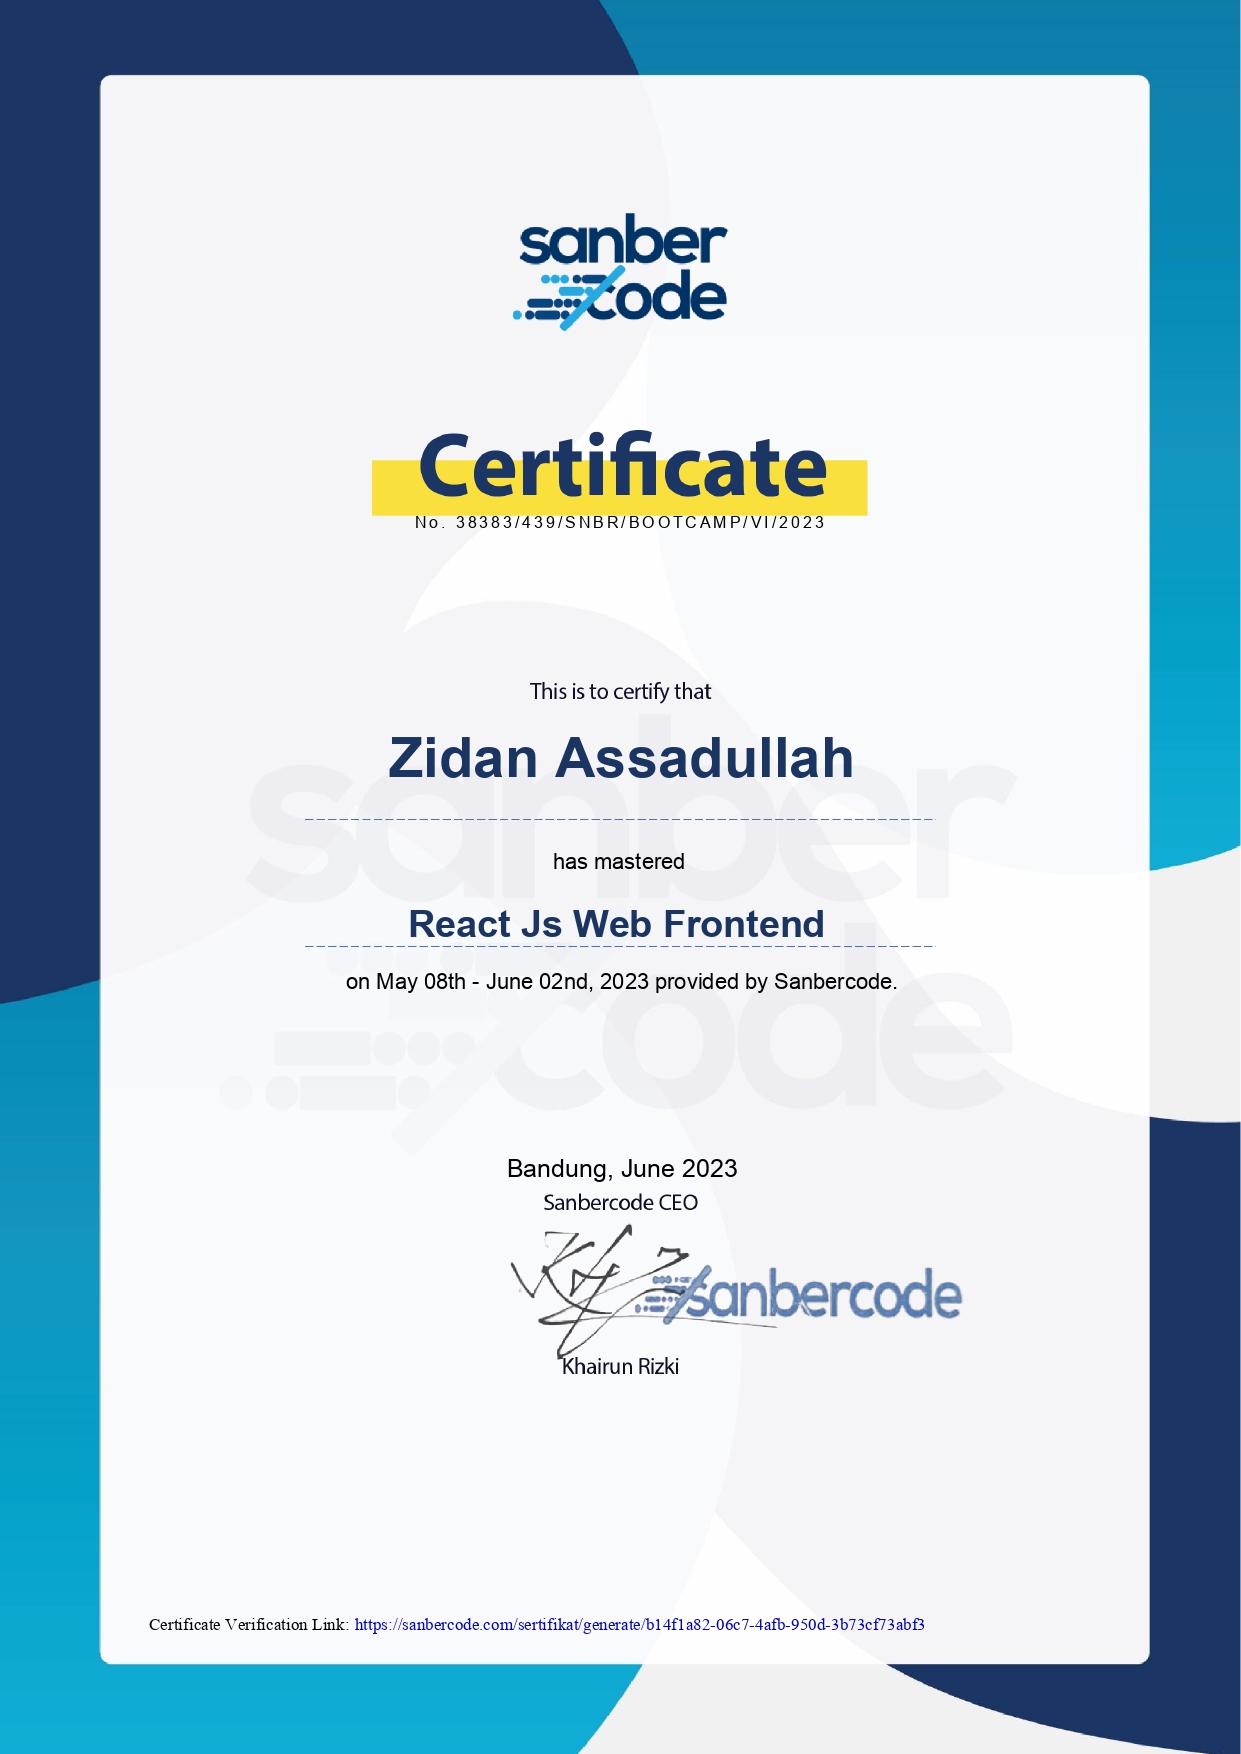 sanber
code
Certificate
No. 38383/439/SNBR/BOOTCAMP/VI/2023
This is to certify that
Zidan Assadullah
has mastered
React Js Web Frontend
on May 08th - June 02nd, 2023 provided by Sanbercode.
sanber
code
Bandung, June 2023
Sanbercode CEO
sanbercode
Khairun Rizki
Certificate Verification Link: https://sanbercode.com/sertifikat/generate/b14f1a82-06c7-4afb-950d-3b73cf73abf3